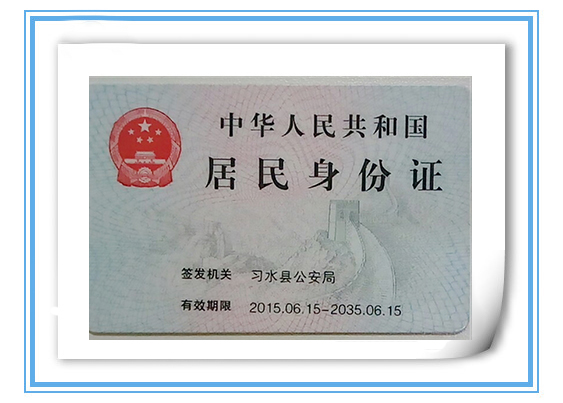 中华人民共和国
居民身份证
签发机关 习水县公安局
有效期限 2015.06.15-2035.06.15